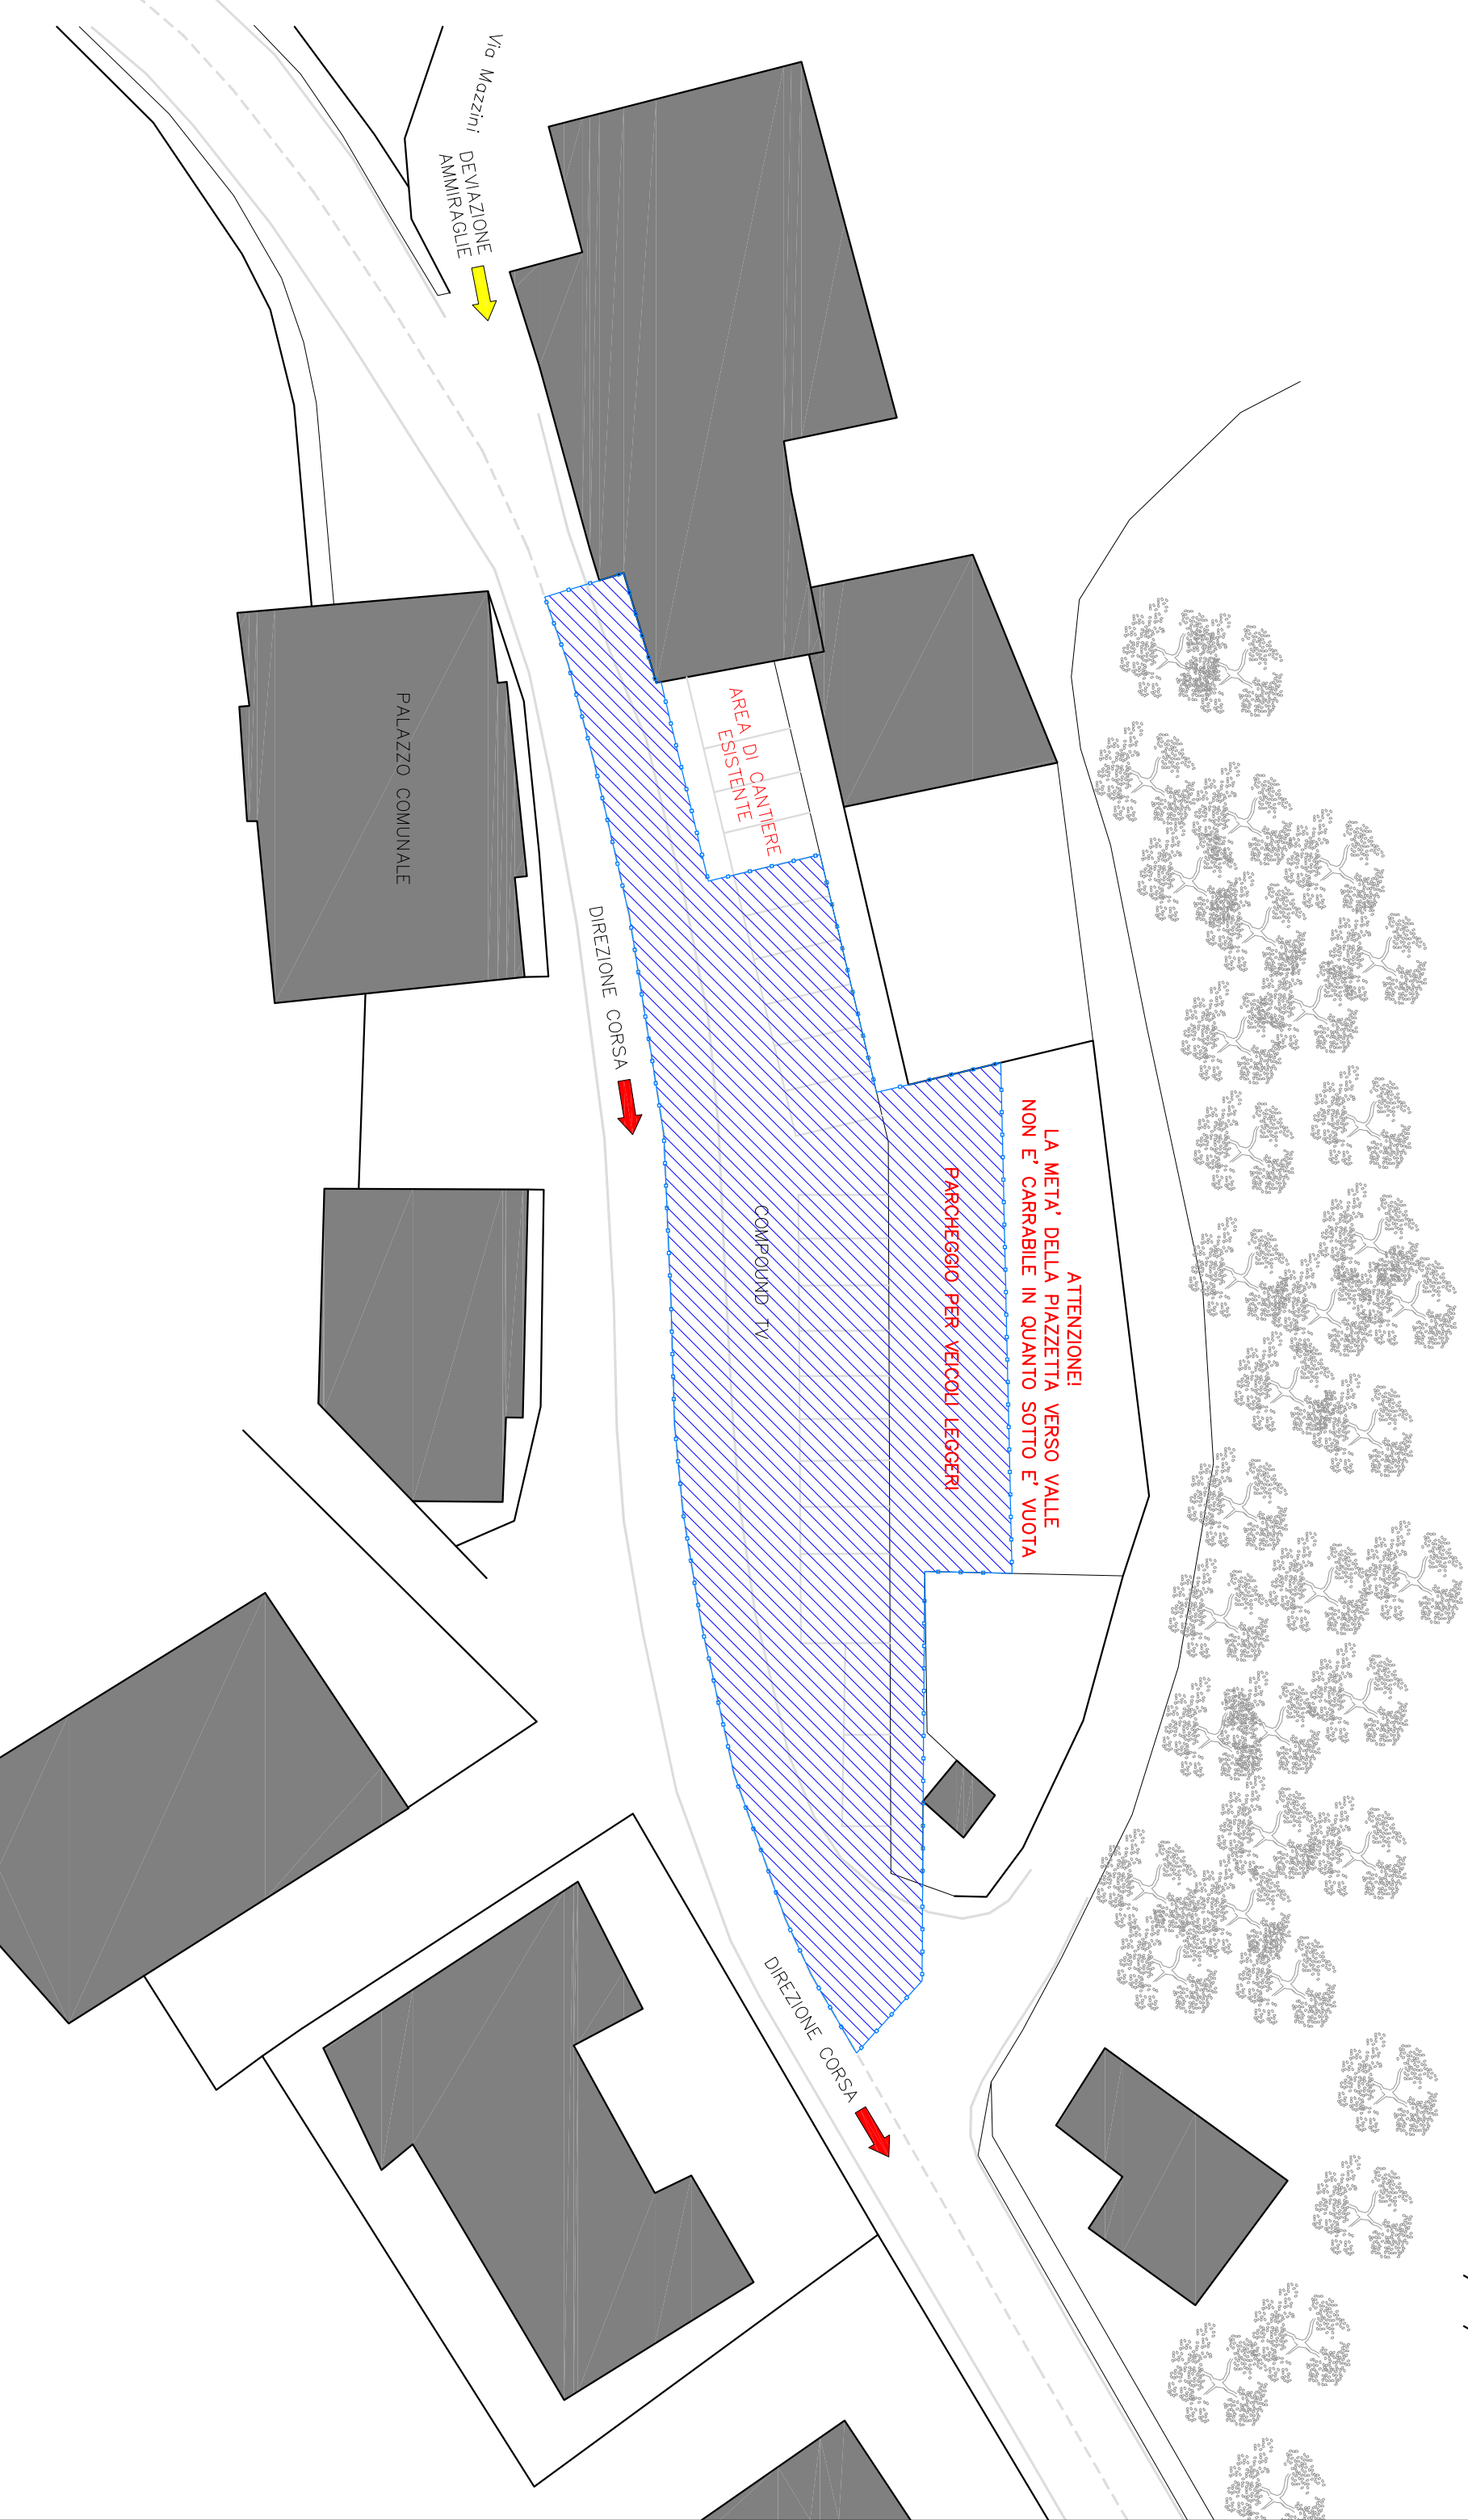 Via Mazzini
DEVIAZIONE
AMMIRAGLIE
AREA DI CANTIERE
ESISTENTE
PALAZZO COMUNALE
DIREZIONE CORSA
ATTENZIONE!
LA META' DELLA PIAZZETTA VERSO VALLE
NON E' CARRABILE IN QUANTO SOTTO E' VUOTA
PARCHEGGIO PER VEICOLI LEGGERI
COMPOUND TV
DIREZIONE CORSA